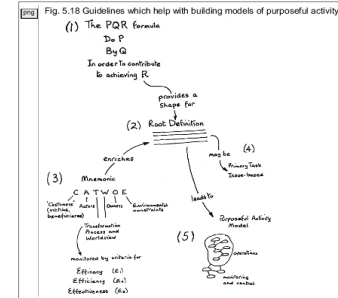 png
Fig. 5.18 Guidelines which help with building models of purposeful activity
(1) The PQR formula
Do P
By Q
In order to contribute
to achieving R
provides a
shape for
(2) Root Definition
enriches
may be
(4)
Primary Task
Issue-based
(3) Mnemonic
C A T W O E
'Customers'
(victims,
beneficiaries)
Actors
Owners
Environmental
constraints
Transformation
Process and
Worldview
leads to
Purposeful Activity
Model
(5)
operations
monitoring
and control
monitored by criteria for
Efficacy (E1)
Efficiency (E2)
Effectiveness (E3)